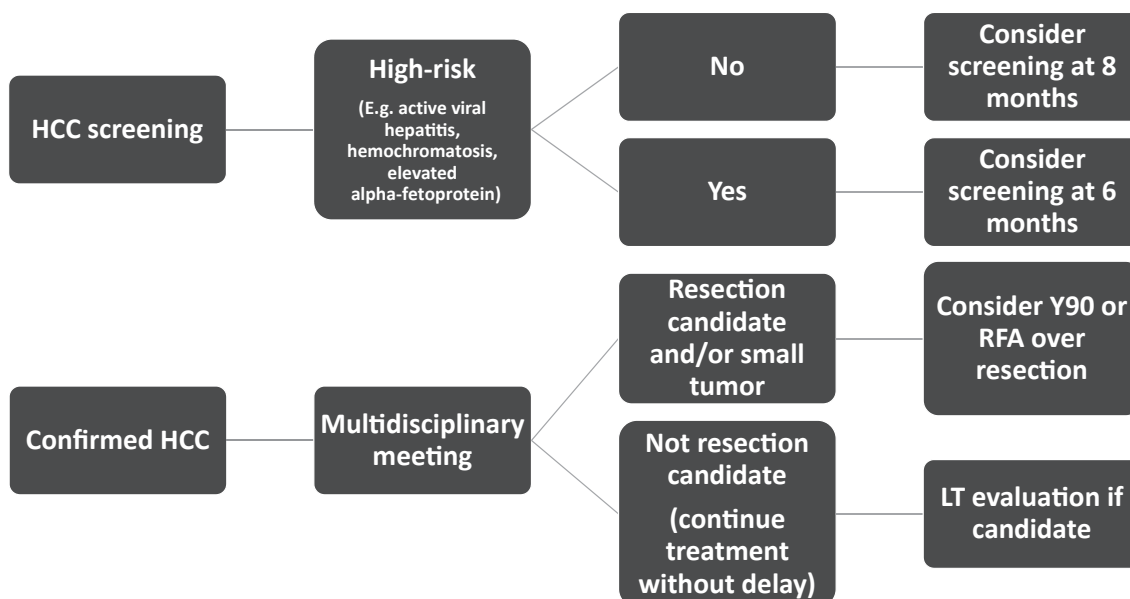 HCC screening
High-risk
(E.g. active viral
hepatitis,
hemochromatosis,
elevated
alpha-fetoprotein)
No
Consider
screening at 8
months
Yes
Consider
screening at 6
months
Confirmed HCC
Multidisciplinary
meeting
Resection
candidate
and/or small
tumor
Consider Y90 or
RFA over
resection
Not resection
candidate
(continue
treatment
without delay)
LT evaluation if
candidate